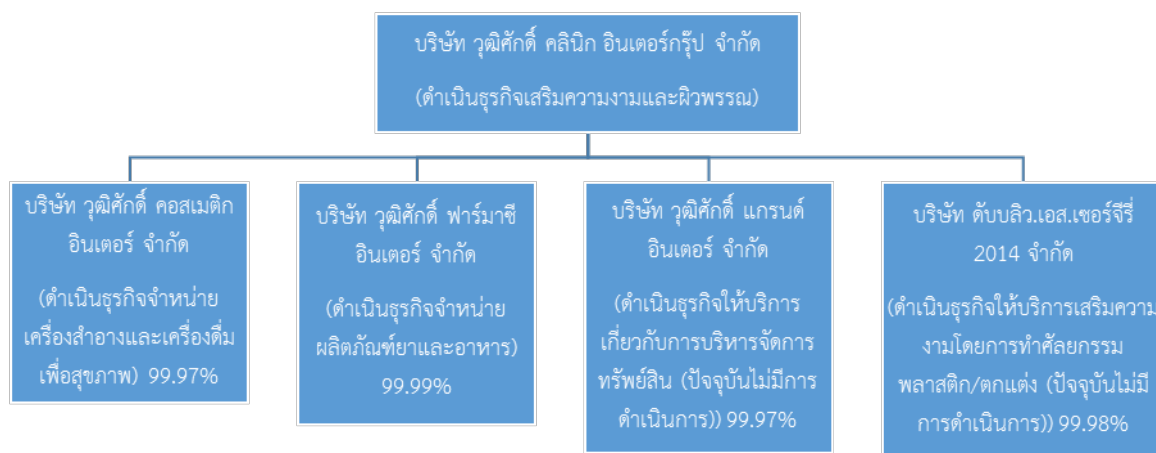 บริษัท วุฒิศักดิ์ คลินิก อินเตอร์กรุ๊ป จำกัด
(ดำเนินธุรกิจเสริมความงามและผิวพรรณ)
บริษัท วุฒิศักดิ์ คอสเมติก
อินเตอร์ จำกัด
(ดำเนินธุรกิจจำหน่าย
เครื่องสำอางและเครื่องดื่ม
เพื่อสุขภาพ) 99.97%
บริษัท วุฒิศักดิ์ ฟาร์มาซี
อินเตอร์ จำกัด
(ดำเนินธุรกิจจำหน่าย
ผลิตภัณฑ์ยาและอาหาร)
99.99%
บริษัท วุฒิศักดิ์ แกรนด์
อินเตอร์ จำกัด
(ดำเนินธุรกิจให้บริการ
เกี่ยวกับการบริหารจัดการ
ทรัพย์สิน (ปัจจุบันไม่มีการ
ดำเนินการ)) 99.97%
บริษัท ดับบลิว.เอส.เซอร์จีรี่
2014 จำกัด
(ดำเนินธุรกิจให้บริการเสริมความ
งามโดยการทำศัลยกรรม
พลาสติก/ตกแต่ง (ปัจจุบันไม่มี
การดำเนินการ)) 99.98%